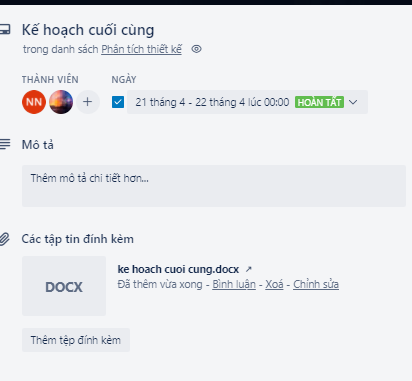 Kế hoạch cuối cùng
trong danh sách Phân tích thiết kế
THÀNH VIÊN
NGÀY
NN
+
21 tháng 4 - 22 tháng 4 lúc 00:00 HOÀN TẤT
Mô tả
Thêm mô tả chi tiết hơn...
Các tập tin đính kèm
DOCX
ke hoach cuoi cung.docx ↗
Đã thêm vừa xong - Bình luận - Xoá - Chỉnh sửa
Thêm tệp đính kèm